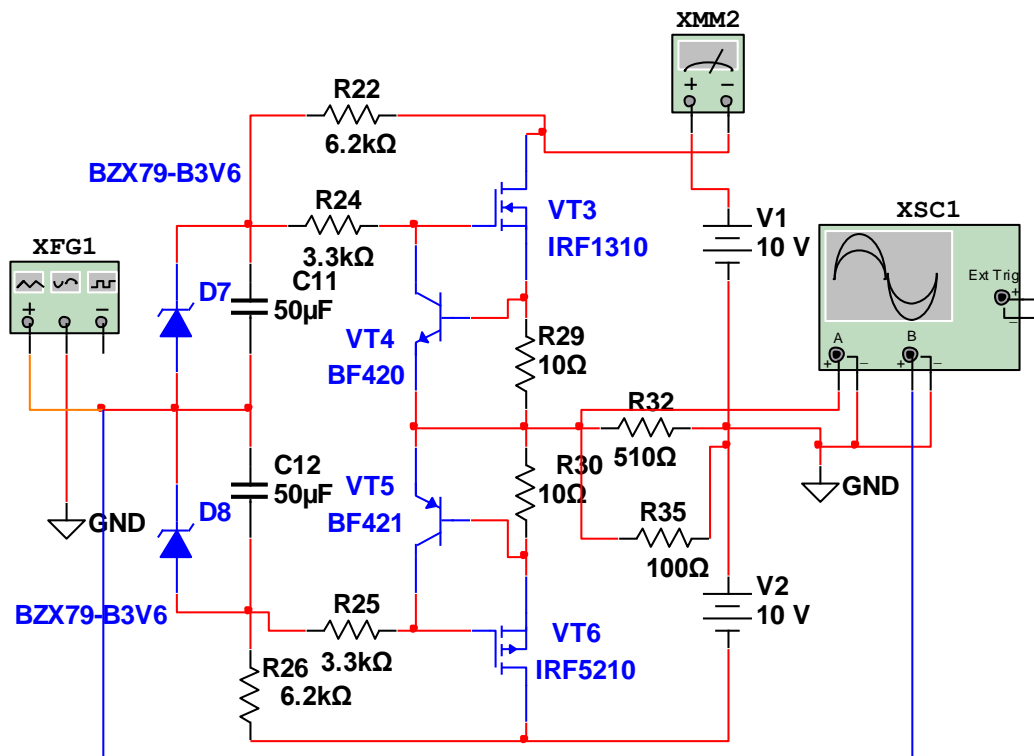 XMM2
+ −
R22
6.2kΩ
BZX79-B3V6
R24
3.3kΩ
VT3
IRF1310
V1
10 V
XSC1
Ext Trig
+
−
A
B
+ − + −
XFG1
+ −
D7
C11
50µF
VT4
BF420
R29
10Ω
R32
510Ω
R30
10Ω
C12
50µF
VT5
BF421
GND
D8
GND
R35
100Ω
BZX79-B3V6
R25
3.3kΩ
V2
10 V
VT6
IRF5210
R26
6.2kΩ